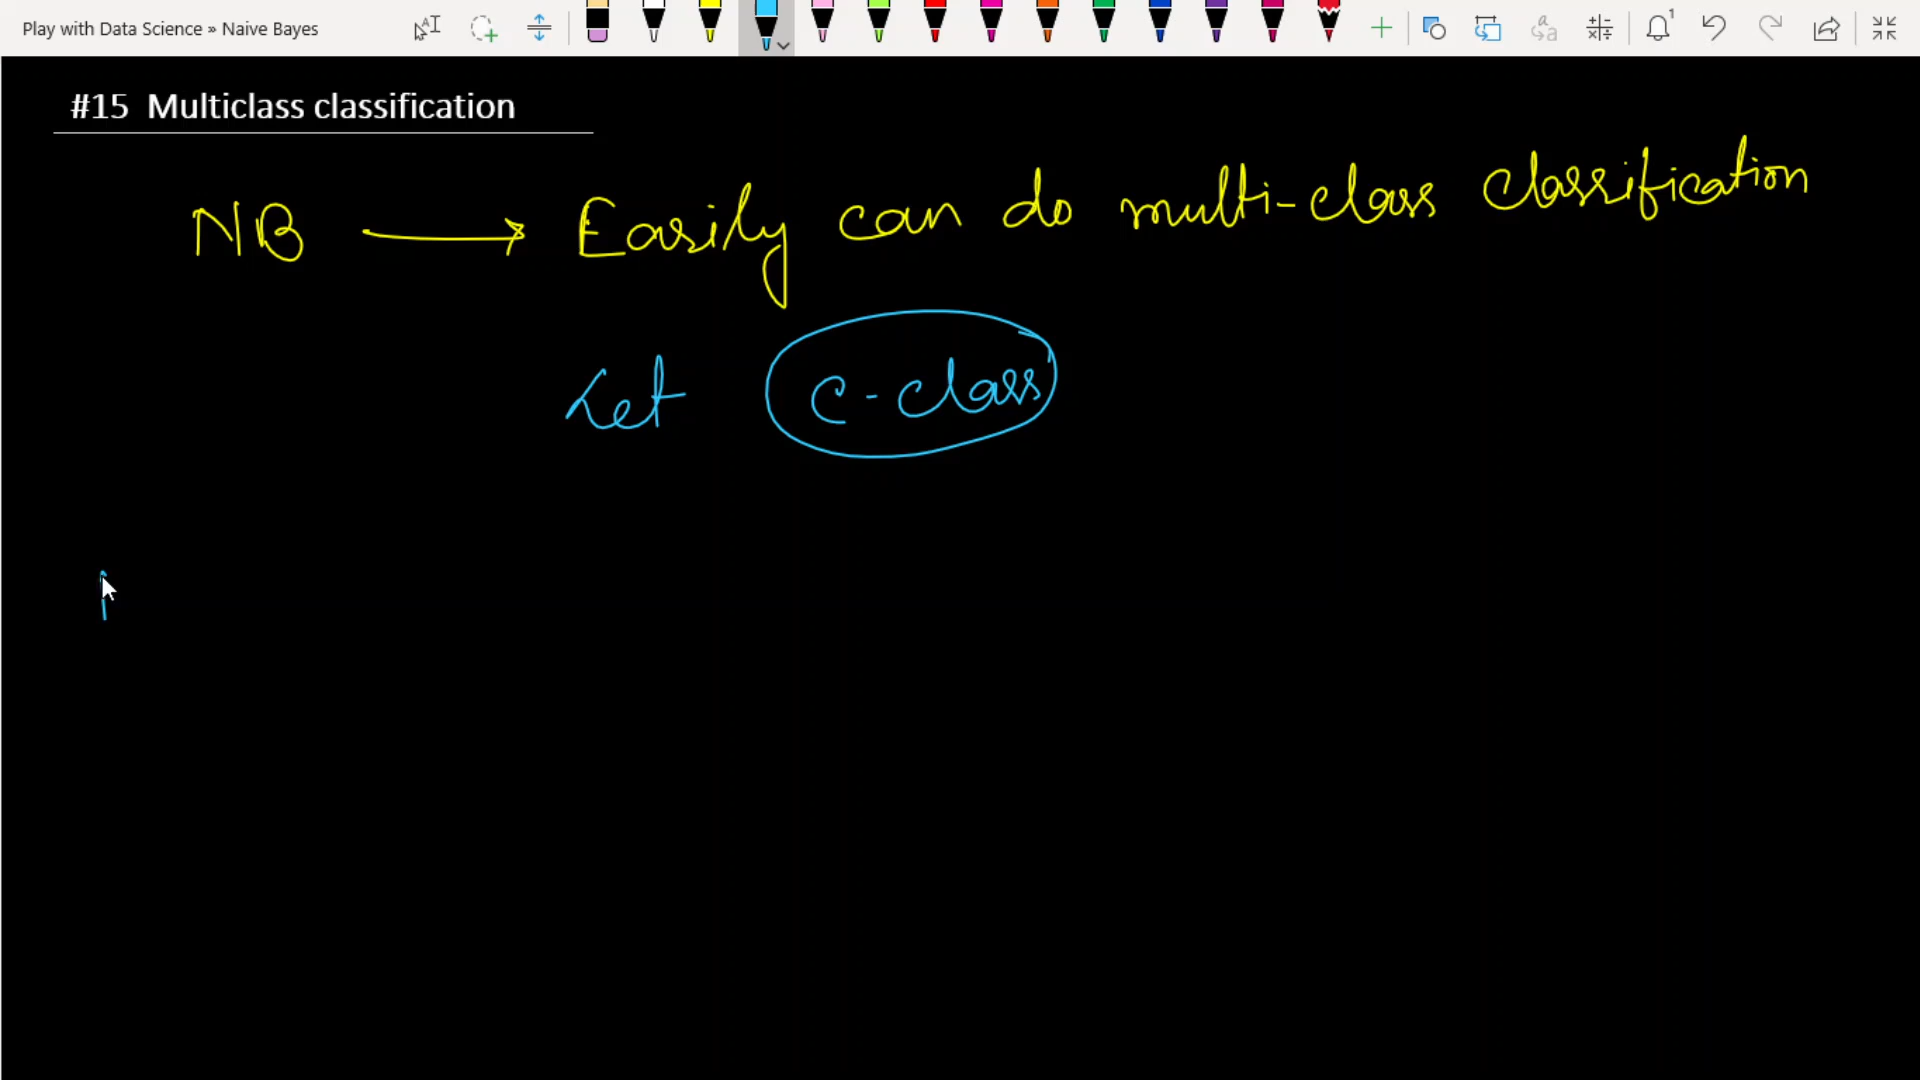 Play with Data Science » Naive Bayes
#15 Multiclass classification
NB → Easily can do multi-class classification
Let c-class